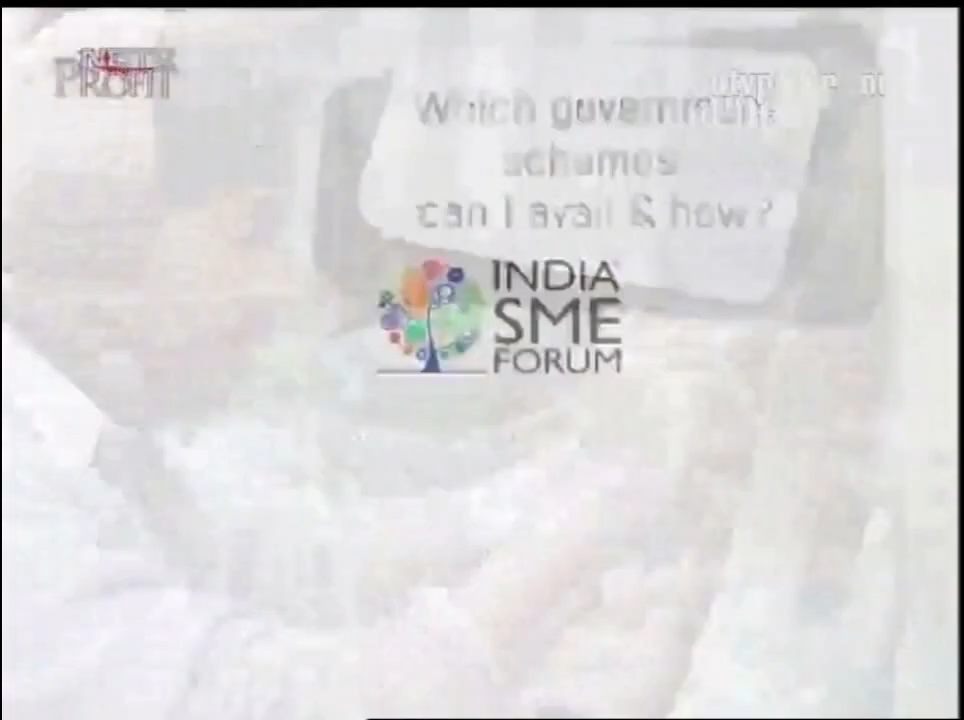 PROFIT
Which government
schemes
can I avail & how?
INDIA
SME
FORUM